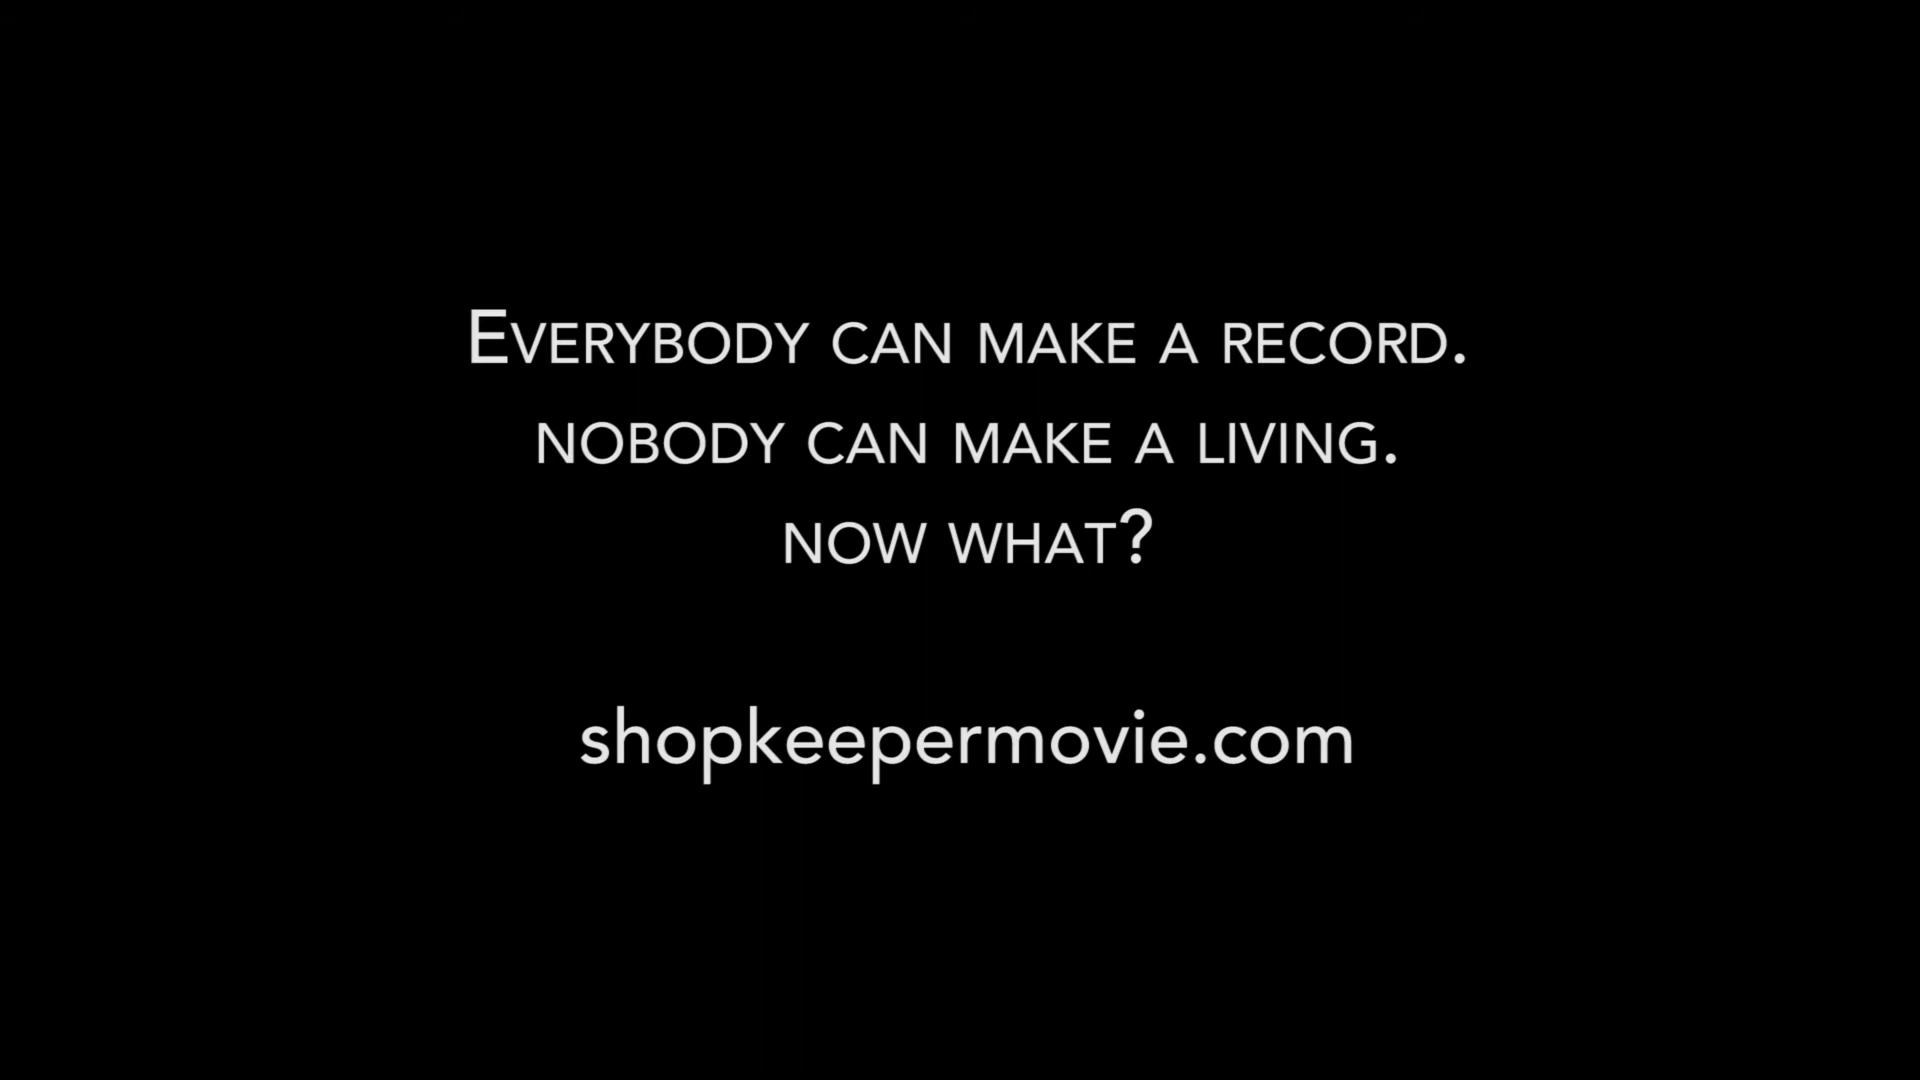 Everybody can make a record.
nobody can make a living.
now what?
shopkeepermovie.com